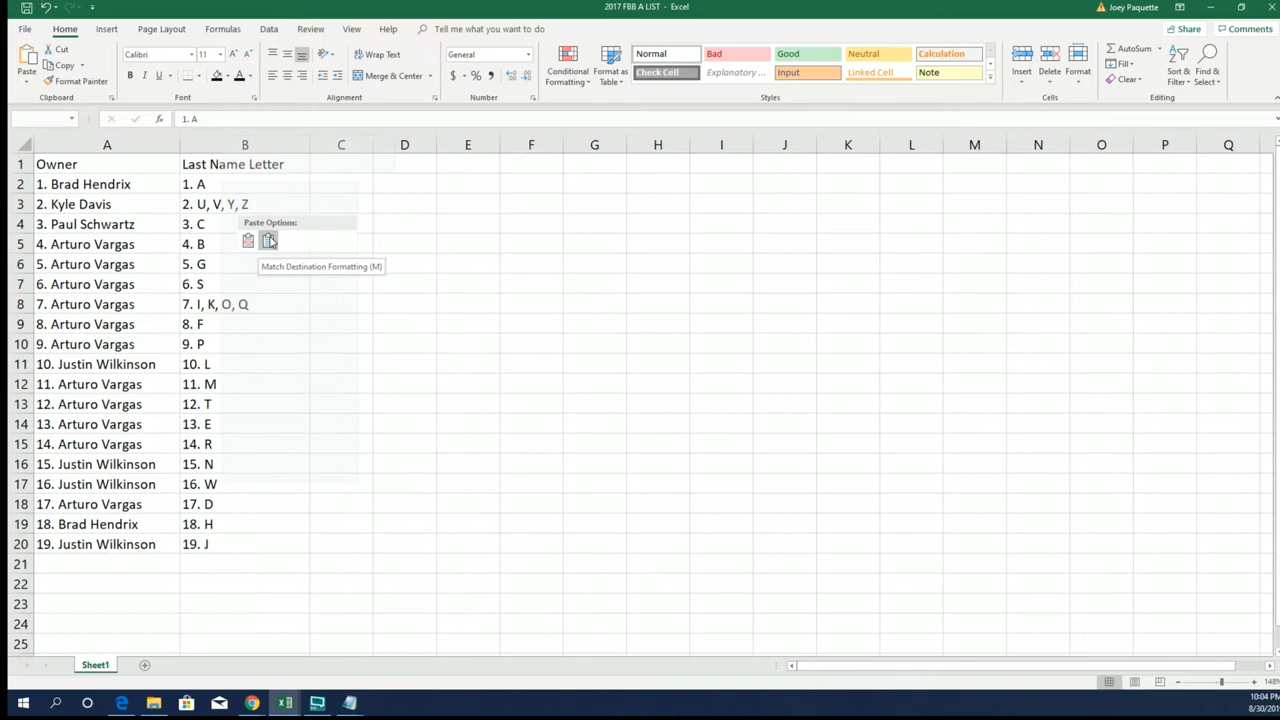 2017 FBB A LIST - Excel
Joey Paquette
File Home Insert Page Layout Formulas Data Review View Help Tell me what you want to do
Share Comments
Paste
Cut
Copy
Format Painter
Clipboard
Calibri 11
B I U
Font
Wrap Text
Merge & Center
Alignment
General
$ % ,
Number
Conditional Formatting
Format as Table
Normal Bad Good Neutral Calculation
Check Cell Explanatory ... Input Linked Cell Note
Styles
Insert Delete Format
Cells
AutoSum
Fill
Clear
Sort & Filter
Find & Select
Editing
fx 1. A
A B C D E F G H I J K L M N O P Q
1 Owner Last Name Letter
2 1. Brad Hendrix 1. A
3 2. Kyle Davis 2. U, V, Y, Z
4 3. Paul Schwartz 3. C
Paste Options:
5 4. Arturo Vargas 4. B
6 5. Arturo Vargas 5. G
Match Destination Formatting (M)
7 6. Arturo Vargas 6. S
8 7. Arturo Vargas 7. I, K, O, Q
9 8. Arturo Vargas 8. F
10 9. Arturo Vargas 9. P
11 10. Justin Wilkinson 10. L
12 11. Arturo Vargas 11. M
13 12. Arturo Vargas 12. T
14 13. Arturo Vargas 13. E
15 14. Arturo Vargas 14. R
16 15. Justin Wilkinson 15. N
17 16. Justin Wilkinson 16. W
18 17. Arturo Vargas 17. D
19 18. Brad Hendrix 18. H
20 19. Justin Wilkinson 19. J
21
22
23
24
25
Sheet1
148%
10:04 PM